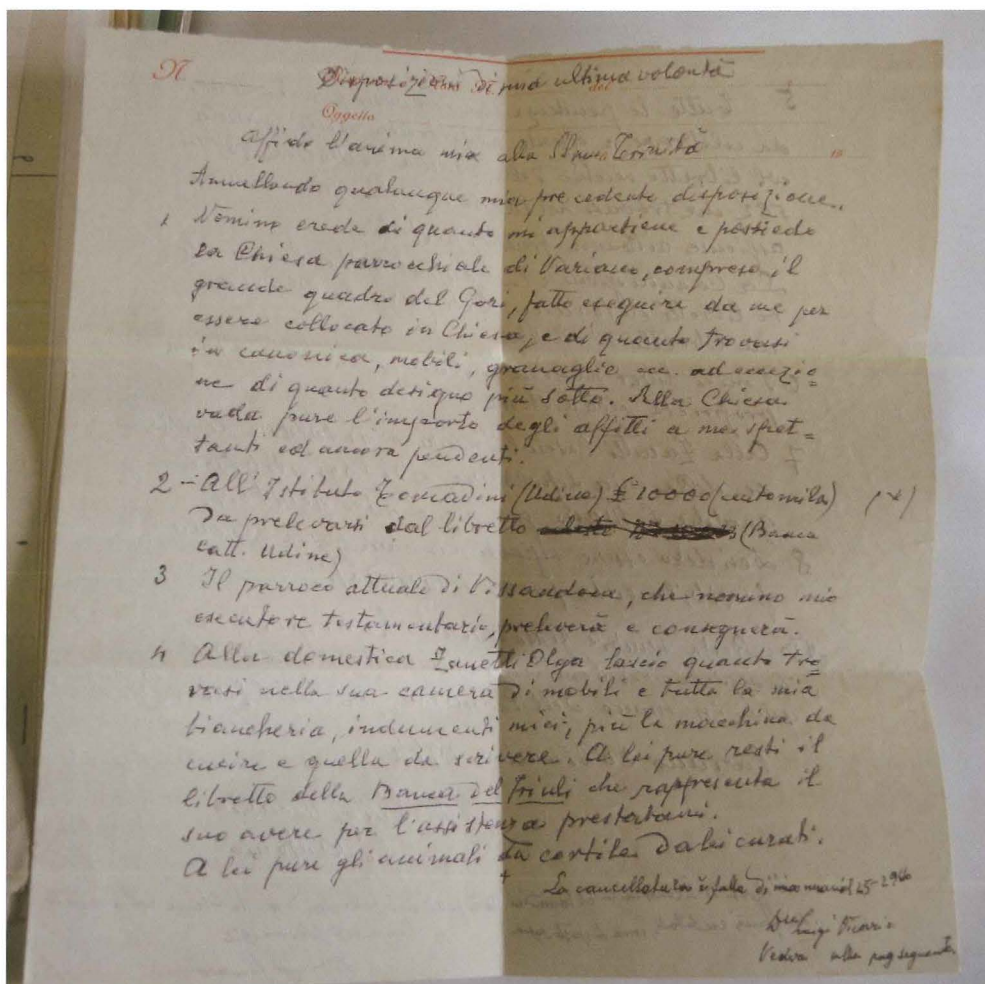 N
Disposizioni di mia ultima volontà
Oggetto
Affido l'anima mia alla SS.ma Trinità
Annullando qualunque mia precedente disposizione.
1 Nomino erede di quanto mi appartiene e possiedo
la Chiesa parrocchiale di Variano, compreso il
grande quadro del Gori, fatto eseguire da me per
essere collocato in Chiesa, e di quanto trovasi
in canonica, mobili, granaglie ecc. ad eccezio=
ne di quanto designo più sotto. Alla Chiesa
vada pure l'importo degli affitti a me spet=
tanti ed ancora pendenti.
2 - All'Istituto Tomadini (Udine) £ 10000 (centomila) (x)
da prelevarsi dal libretto (Banca
catt. Udine)
3 Il parroco attuale di Vissandone, che nomino mio
esecutore testamentario, preleverà e consegnerà.
4 Alla domestica Zanetti Olga lascio quanto tro=
vasi nella sua camera di mobili e tutta la mia
biancheria, indumenti miei, più la macchina da
cucire e quella da scrivere. A lei pure resti il
libretto della Banca del Friuli che rappresenta il
suo avere per l'assistenza prestatami.
A lei pure gli animali da cortile da lei curati.
La cancellatura è fatta di mia mano
Luigi Vicario
Vedasi alla pag seguente